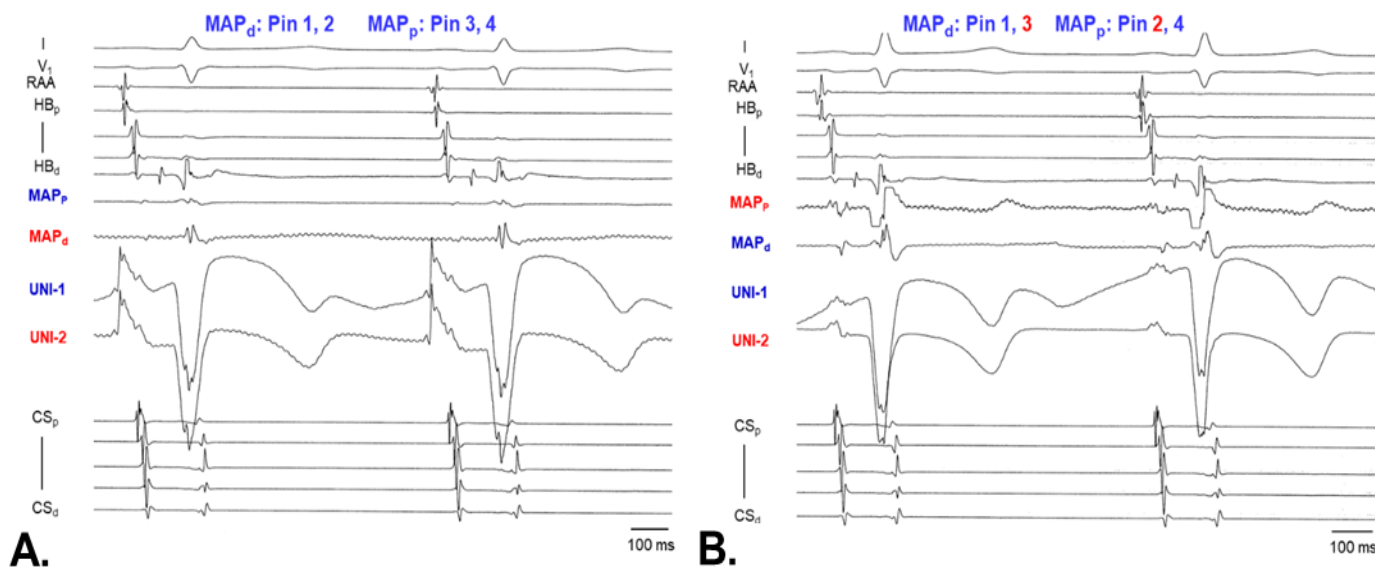 MAPd: Pin 1, 2 MAPp: Pin 3, 4
I
V1
RAA
HBp
HBd
MAPP
MAPd
UNI-1
UNI-2
CSp
CSd
100 ms
A.
MAPd: Pin 1, 3 MAPp: Pin 2, 4
I
V1
RAA
HBp
HBd
MAPp
MAPd
UNI-1
UNI-2
CSp
CSd
100 ms
B.